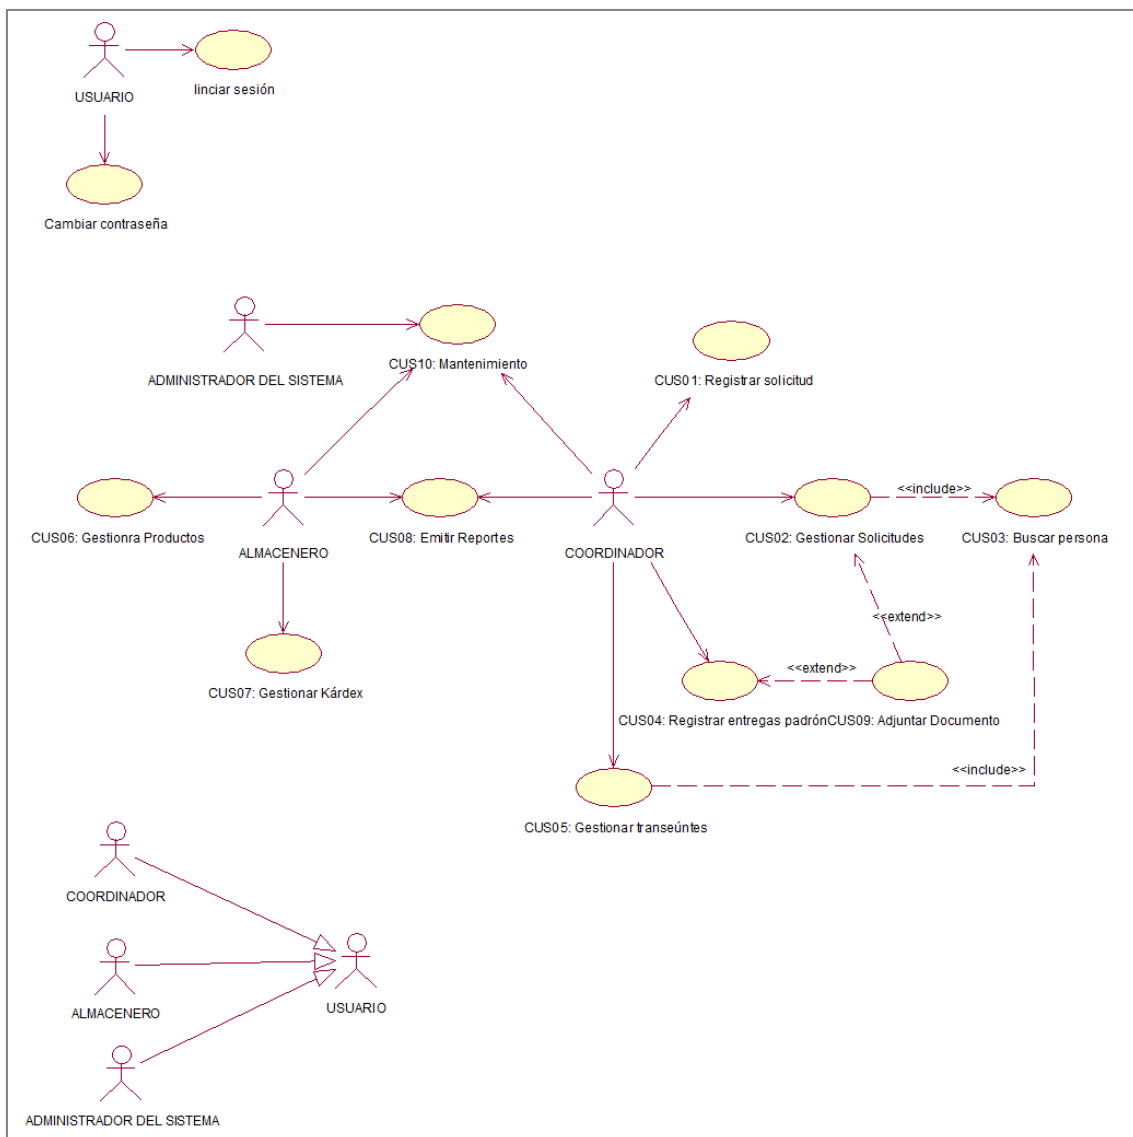 USUARIO
Iinciar sesión
Cambiar contraseña
ADMINISTRADOR DEL SISTEMA
CUS10: Mantenimiento
CUS01: Registrar solicitud
CUS06: Gestionra Productos
ALMACENERO
CUS08: Emitir Reportes
COORDINADOR
CUS02: Gestionar Solicitudes
<<include>>
CUS03: Buscar persona
<<extend>>
<<extend>>
CUS07: Gestionar Kárdex
CUS04: Registrar entregas padrón
CUS09: Adjuntar Documento
<<include>>
CUS05: Gestionar transeúntes
COORDINADOR
ALMACENERO
USUARIO
ADMINISTRADOR DEL SISTEMA